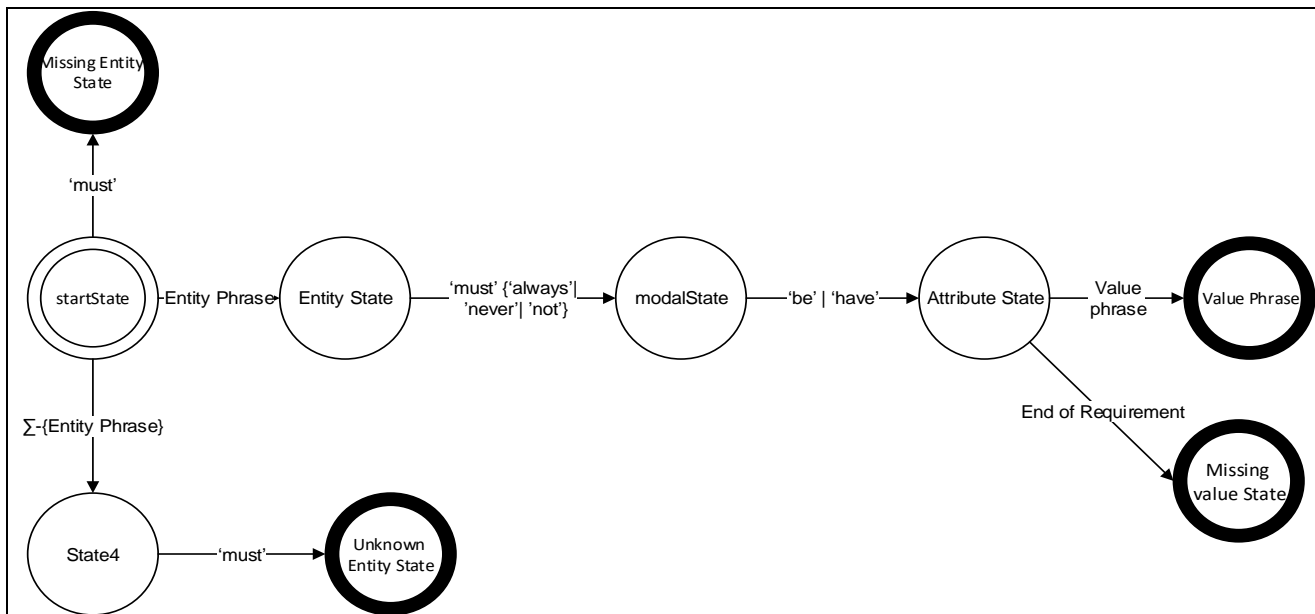 Missing Entity
State
‘must’
startState
Entity Phrase
Entity State
‘must’ {‘always’|
’never’| ‘not’}
modalState
‘be’ | ‘have’
Attribute State
Value
phrase
Value Phrase
End of Requirement
Missing
value State
∑-{Entity Phrase}
State4
‘must’
Unknown
Entity State